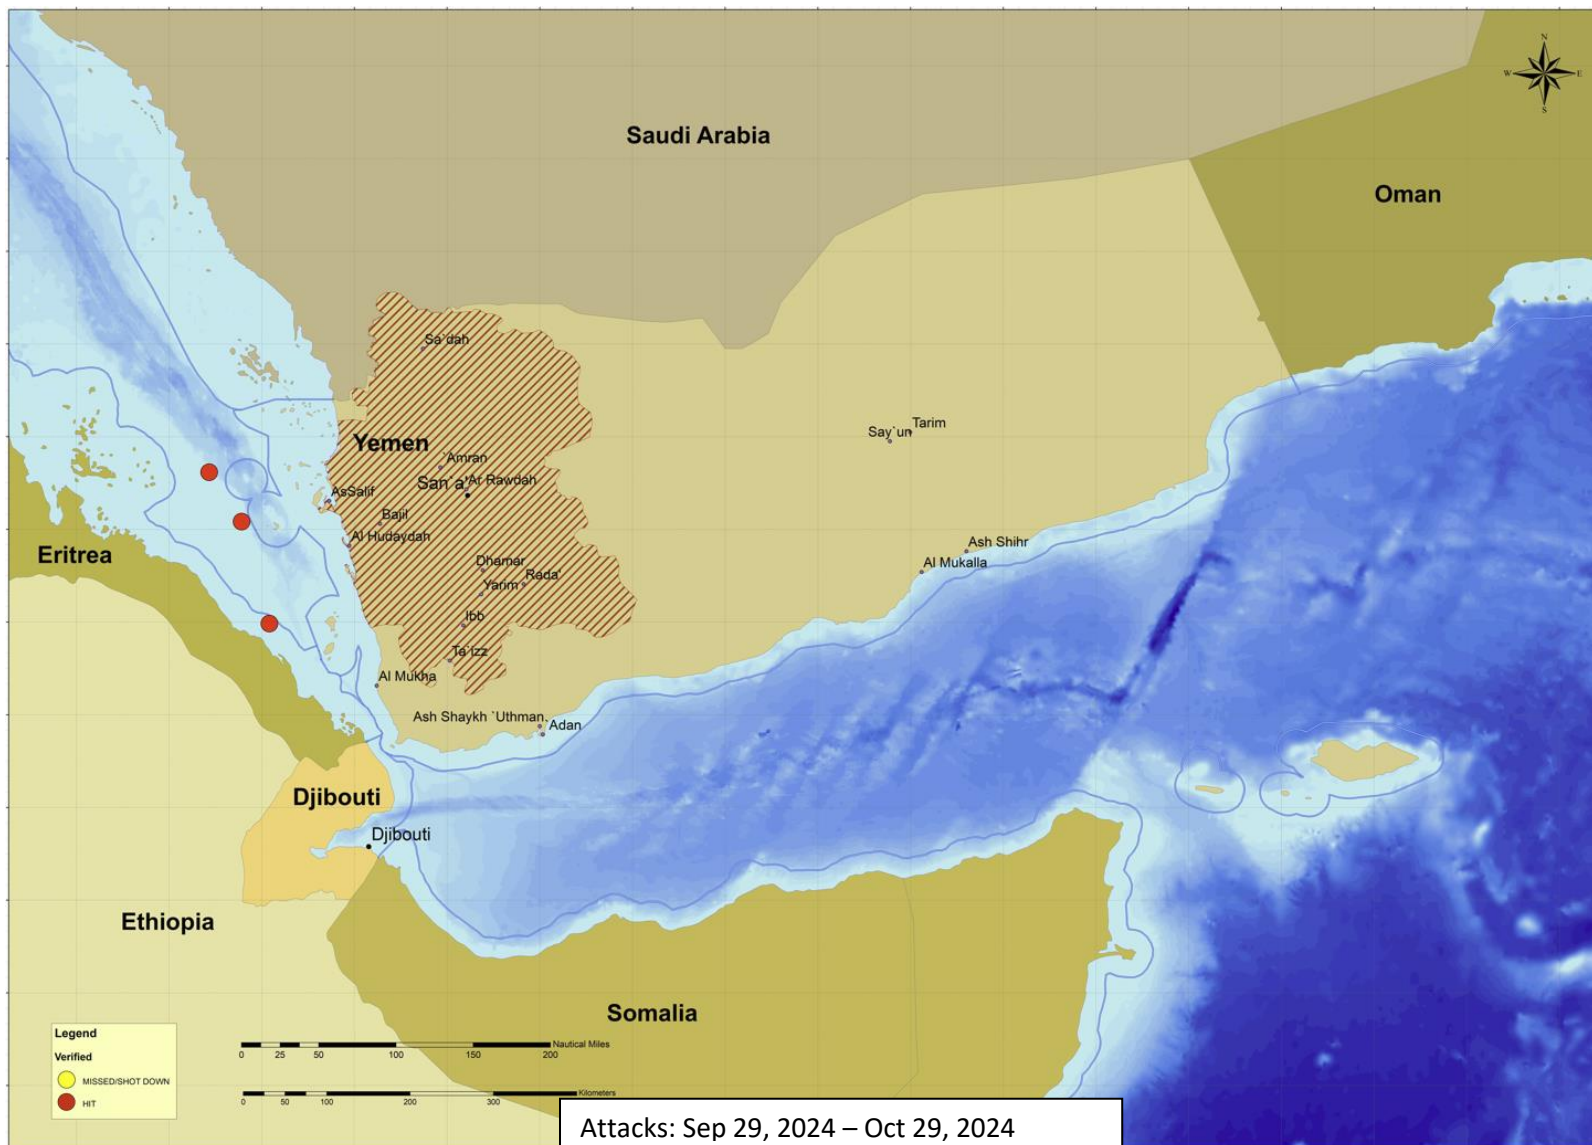 N
W E
S
Saudi Arabia
Oman
Sa`dah
Yemen
`Amran
San`a'
Ar Rawdah
AsSalif
Bajil
Al Hudaydah
Dhamar
Yarim
Rada'
Ibb
Ta`izz
Al Mukha
Ash Shaykh `Uthman
`Adan
Say`un
Tarim
Ash Shihr
Al Mukalla
Eritrea
Djibouti
Djibouti
Ethiopia
Somalia
Legend
Verified
MISSED/SHOT DOWN
HIT
Nautical Miles
0 25 50 100 150 200
Kilometers
0 50 100 200 300
Attacks: Sep 29, 2024 – Oct 29, 2024